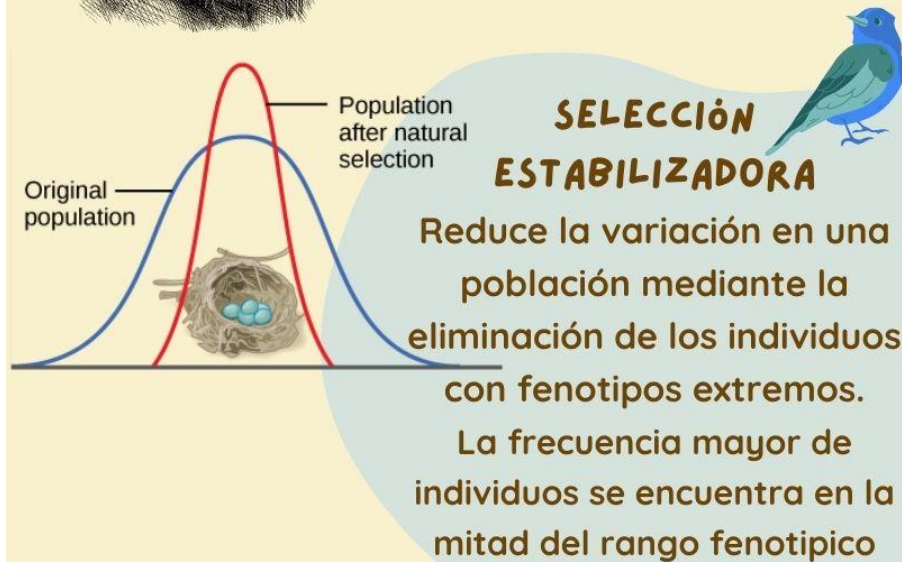 Population
after natural
selection
Original
population
SELECCIÓN
ESTABILIZADORA
Reduce la variación en una
población mediante la
eliminación de los individuos
con fenotipos extremos.
La frecuencia mayor de
individuos se encuentra en la
mitad del rango fenotipico